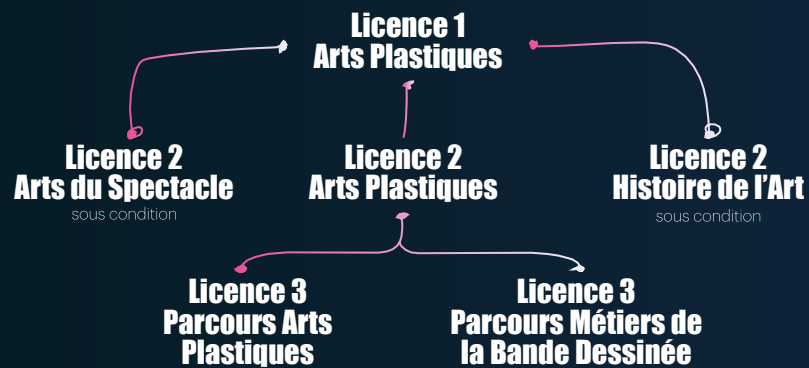 Licence 1
Arts Plastiques
Licence 2
Arts du Spectacle
sous condition
Licence 2
Arts Plastiques
Licence 2
Histoire de l'Art
sous condition
Licence 3
Parcours Arts
Plastiques
Licence 3
Parcours Métiers de
la Bande Dessinée